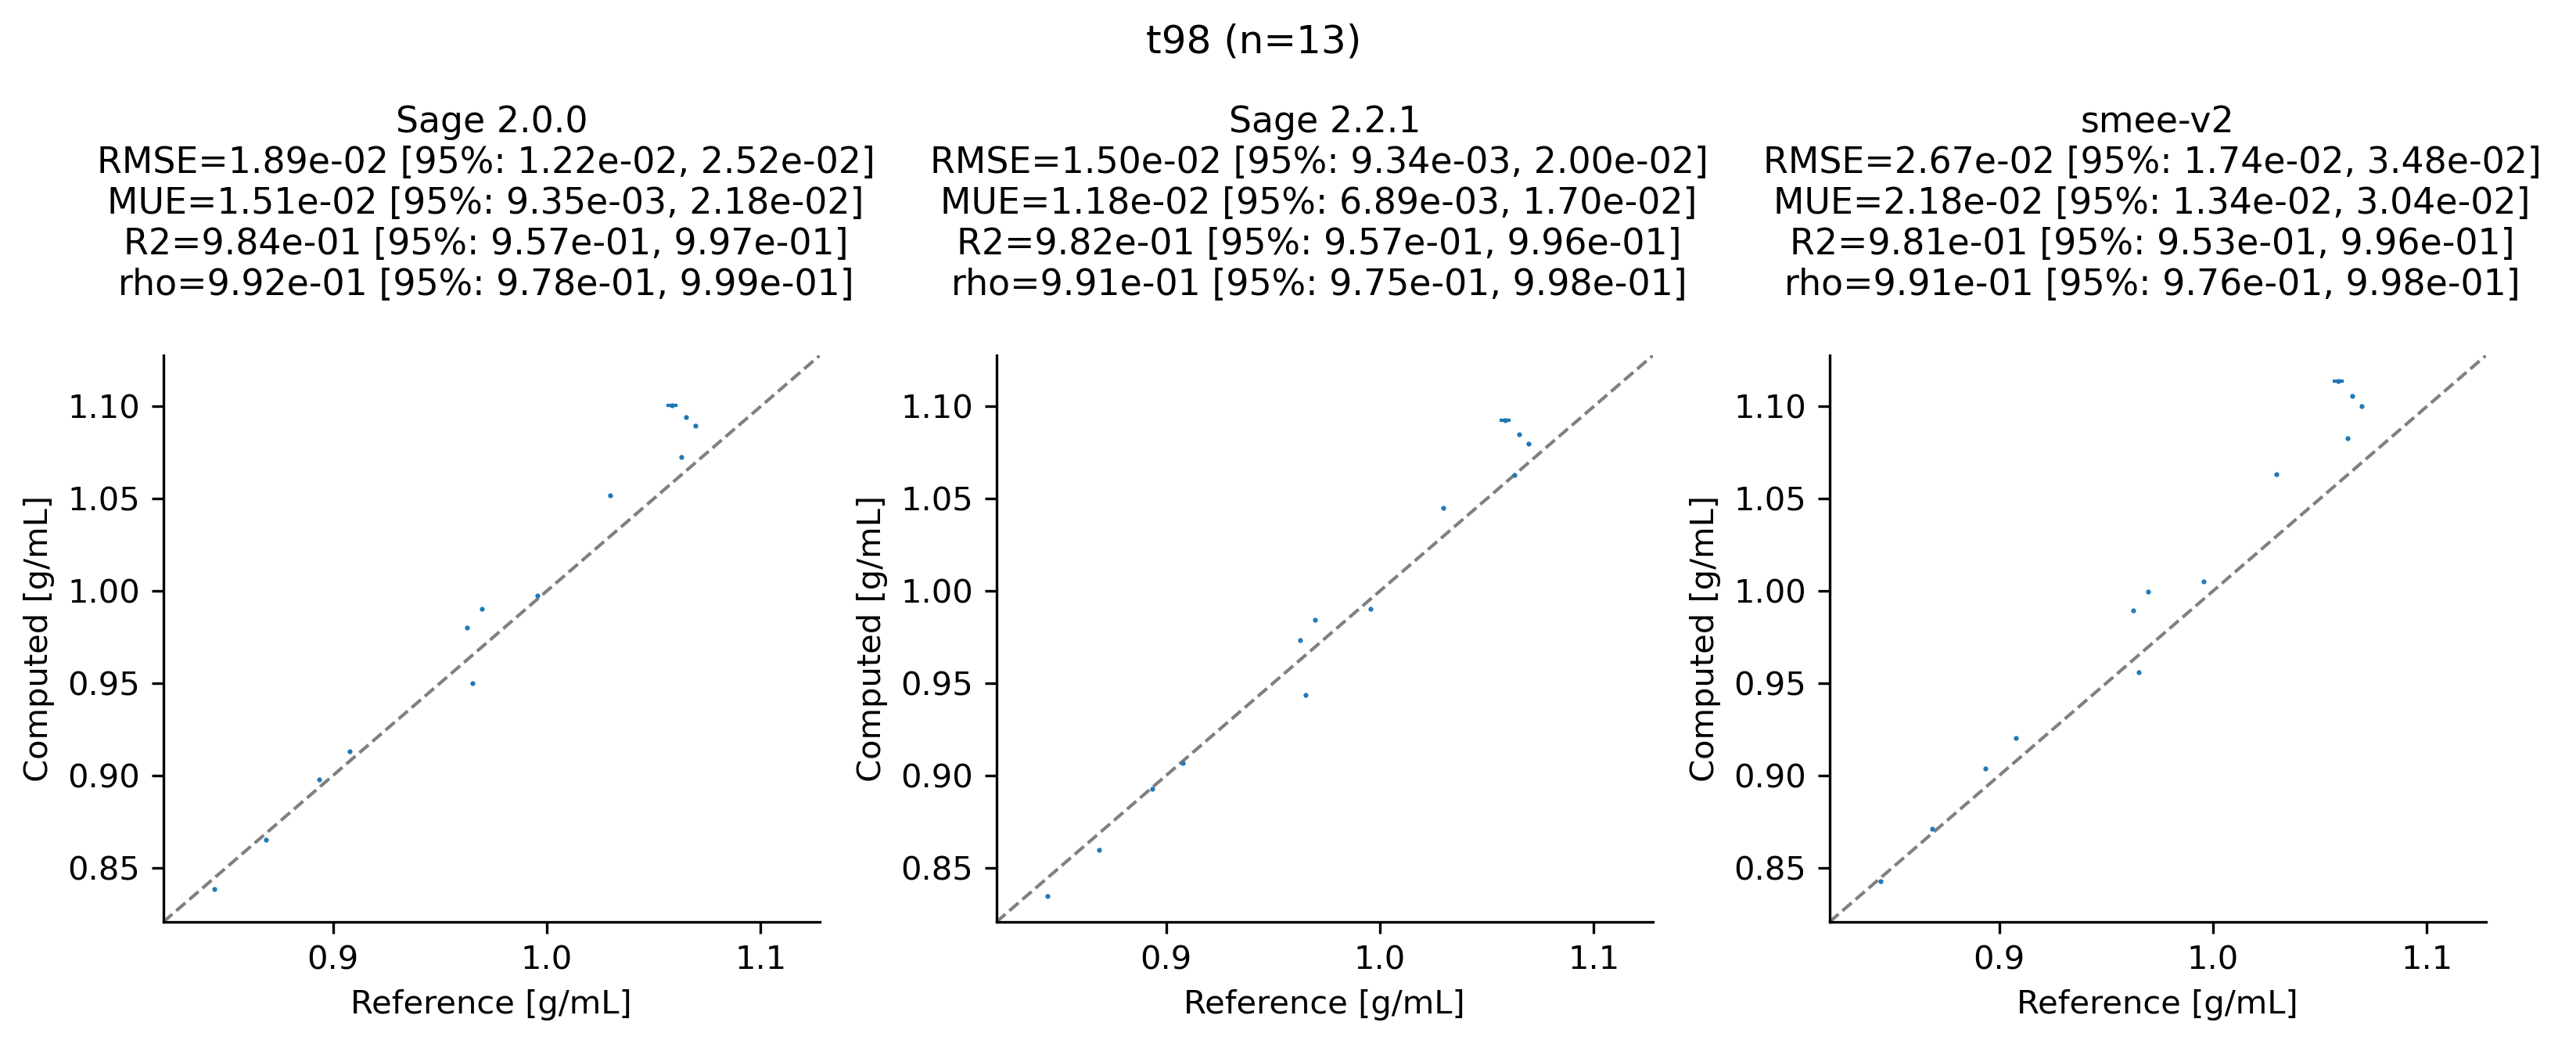 t98 (n=13)
Sage 2.0.0
RMSE=1.89e-02 [95%: 1.22e-02, 2.52e-02]
MUE=1.51e-02 [95%: 9.35e-03, 2.18e-02]
R2=9.84e-01 [95%: 9.57e-01, 9.97e-01]
rho=9.92e-01 [95%: 9.78e-01, 9.99e-01]
1.10
1.05
1.00
0.95
0.90
0.85
Computed [g/mL]
0.9 1.0 1.1
Reference [g/mL]
Sage 2.2.1
RMSE=1.50e-02 [95%: 9.34e-03, 2.00e-02]
MUE=1.18e-02 [95%: 6.89e-03, 1.70e-02]
R2=9.82e-01 [95%: 9.57e-01, 9.96e-01]
rho=9.91e-01 [95%: 9.75e-01, 9.98e-01]
1.10
1.05
1.00
0.95
0.90
0.85
Computed [g/mL]
0.9 1.0 1.1
Reference [g/mL]
smee-v2
RMSE=2.67e-02 [95%: 1.74e-02, 3.48e-02]
MUE=2.18e-02 [95%: 1.34e-02, 3.04e-02]
R2=9.81e-01 [95%: 9.53e-01, 9.96e-01]
rho=9.91e-01 [95%: 9.76e-01, 9.98e-01]
1.10
1.05
1.00
0.95
0.90
0.85
Computed [g/mL]
0.9 1.0 1.1
Reference [g/mL]